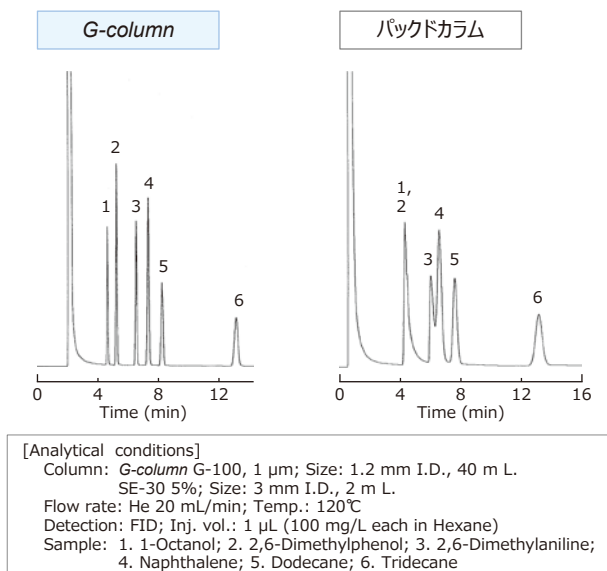 G-column
パックドカラム
1
2
3
4
5
6
1,
2
3
4
5
6
0 4 8 12
Time (min)
0 4 8 12 16
Time (min)
[Analytical conditions]
Column: G-column G-100, 1 µm; Size: 1.2 mm I.D., 40 m L.
SE-30 5%; Size: 3 mm I.D., 2 m L.
Flow rate: He 20 mL/min; Temp.: 120℃
Detection: FID; Inj. vol.: 1 µL (100 mg/L each in Hexane)
Sample: 1. 1-Octanol; 2. 2,6-Dimethylphenol; 3. 2,6-Dimethylaniline;
4. Naphthalene; 5. Dodecane; 6. Tridecane